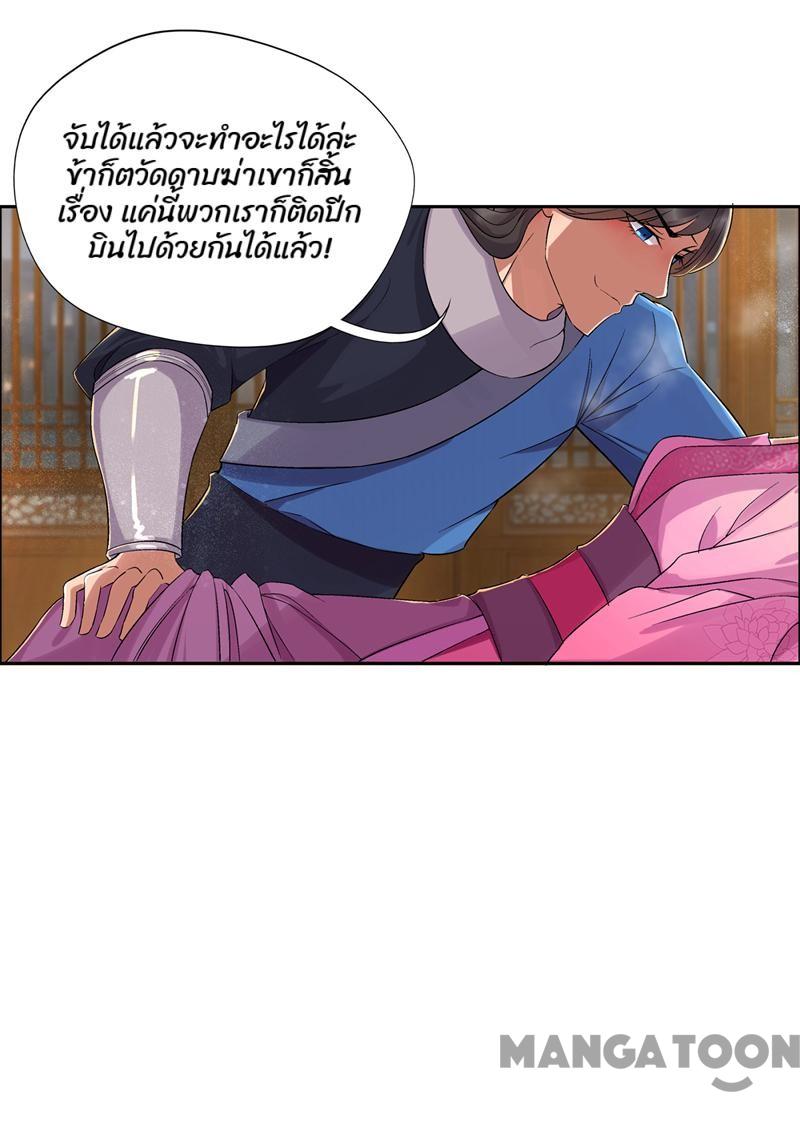 จับได้แล้วจะทำอะไรได้ล่ะ
ข้าก็ตวัดดาบฆ่าเขาก็สิ้น
เรื่อง แค่นี้พวกเราก็ติดปีก
บินไปด้วยกันได้แล้ว!
MANGATOON